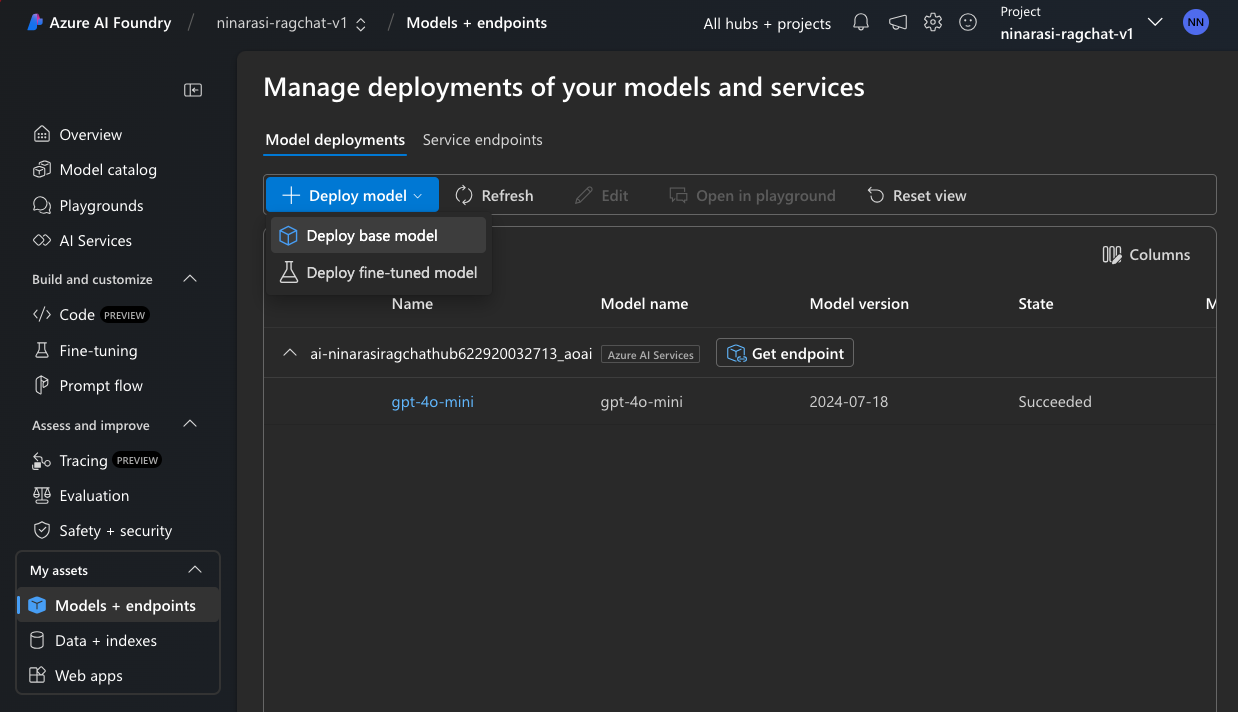 Azure AI Foundry / ninarasi-ragchat-v1 / Models + endpoints
All hubs + projects
Project
ninarasi-ragchat-v1
NN
Overview
Model catalog
Playgrounds
AI Services
Build and customize
Code PREVIEW
Fine-tuning
Prompt flow
Assess and improve
Tracing PREVIEW
Evaluation
Safety + security
My assets
Models + endpoints
Data + indexes
Web apps
Manage deployments of your models and services
Model deployments Service endpoints
Deploy model Refresh Edit Open in playground Reset view
Deploy base model
Deploy fine-tuned model
Columns
Name Model name Model version State M
ai-ninarasiragchathub622920032713_aoai Azure AI Services Get endpoint
gpt-4o-mini gpt-4o-mini 2024-07-18 Succeeded